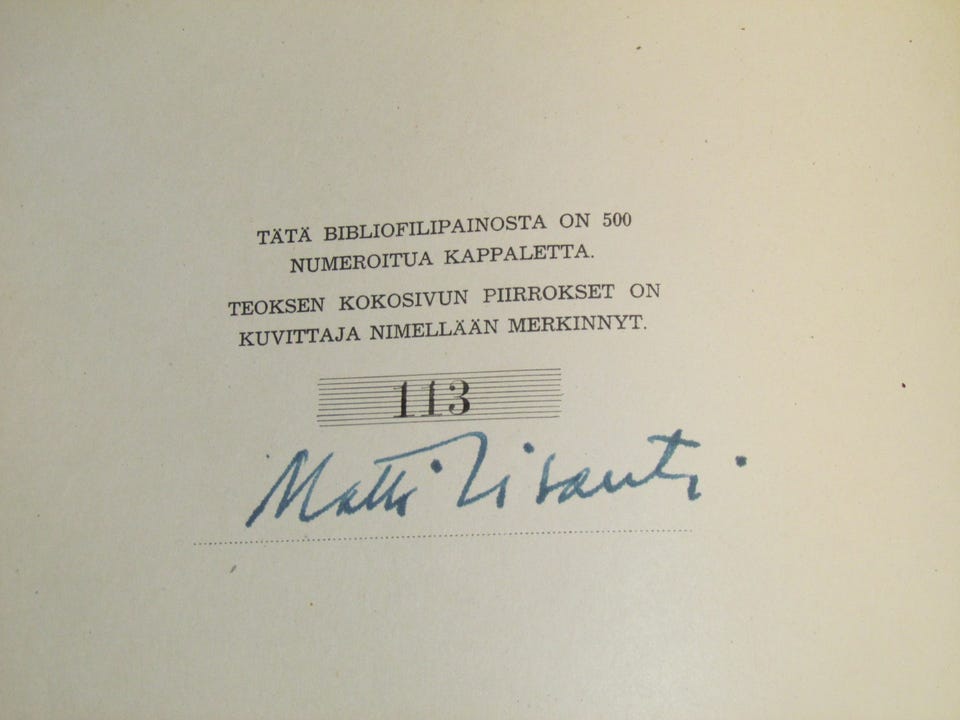 TÄTÄ BIBLIOFILIPAINOSTA ON 500
NUMEROITUA KAPPALETTA.
TEOKSEN KOKOSIVUN PIIRROKSET ON
KUVITTAJA NIMELLÄÄN MERKINNYT.
113
Matti Visanti